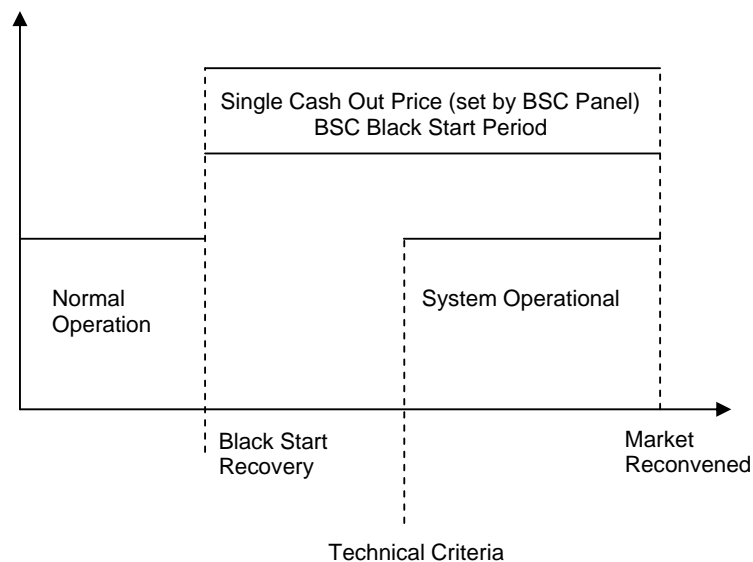 Single Cash Out Price (set by BSC Panel)
BSC Black Start Period
Normal
Operation
System Operational
Black Start
Recovery
Market
Reconvened
Technical Criteria